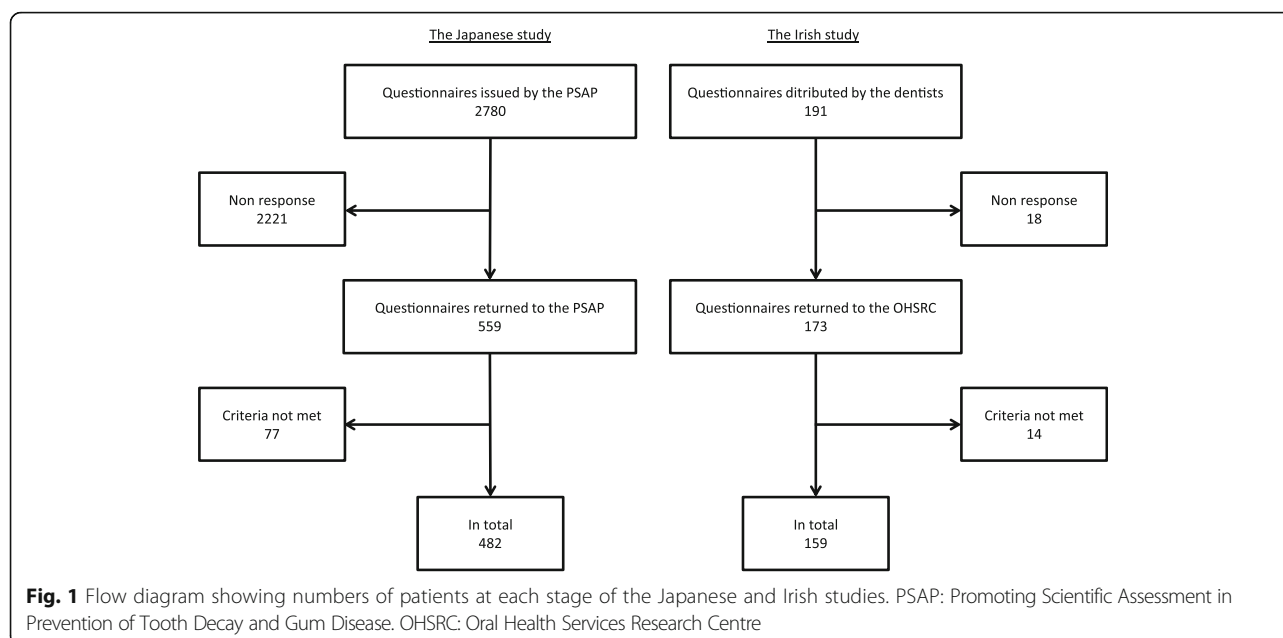 The Japanese study
The Irish study
Questionnaires issued by the PSAP
2780
Questionnaires ditributed by the dentists
191
Non response
2221
Non response
18
Questionnaires returned to the PSAP
559
Questionnaires returned to the OHSRC
173
Criteria not met
77
Criteria not met
14
In total
482
In total
159
Fig. 1 Flow diagram showing numbers of patients at each stage of the Japanese and Irish studies. PSAP: Promoting Scientific Assessment in
Prevention of Tooth Decay and Gum Disease. OHSRC: Oral Health Services Research Centre